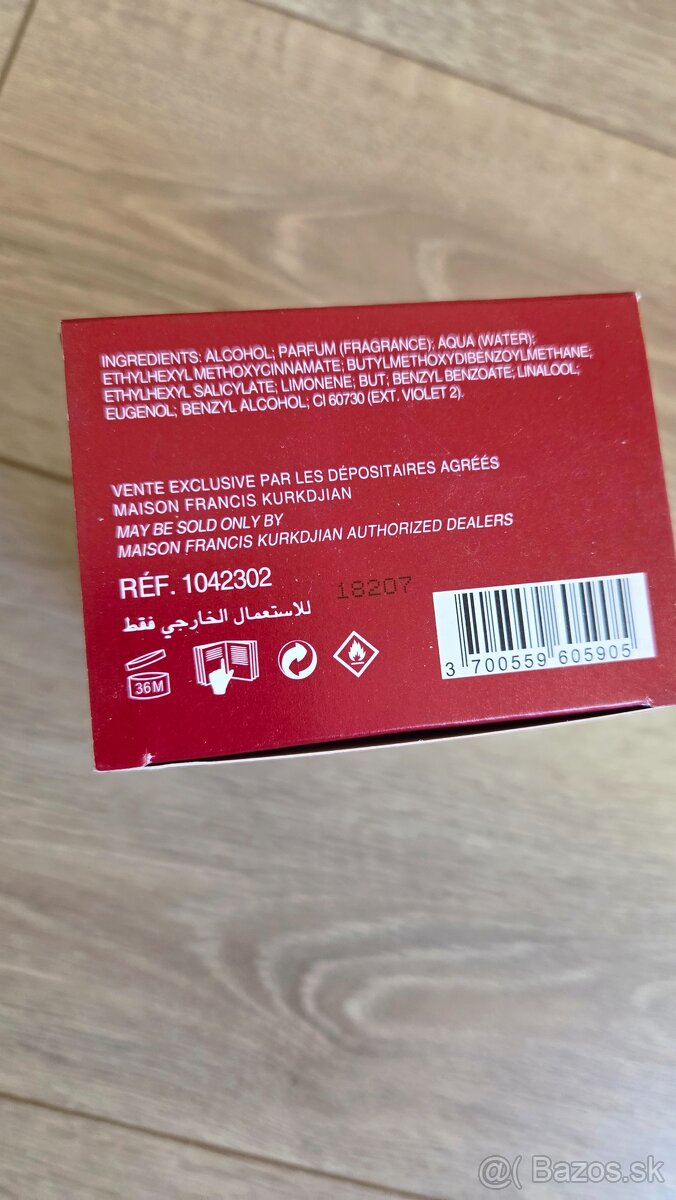 INGREDIENTS: ALCOHOL; PARFUM (FRAGRANCE); AQUA (WATER);
ETHYLHEXYL METHOXYCINNAMATE; BUTYLMETHOXYDIBENZOYLMETHANE;
ETHYLHEXYL SALICYLATE; LIMONENE; BUT; BENZYL BENZOATE; LINALOOL;
EUGENOL; BENZYL ALCOHOL; CI 60730 (EXT. VIOLET 2).
VENTE EXCLUSIVE PAR LES DÉPOSITAIRES AGRÉÉS
MAISON FRANCIS KURKDJIAN
MAY BE SOLD ONLY BY
MAISON FRANCIS KURKDJIAN AUTHORIZED DEALERS
RÉF. 1042302
18207
للاستعمال الخارجي فقط
36M
3 700559 605905
@( Bazos.sk